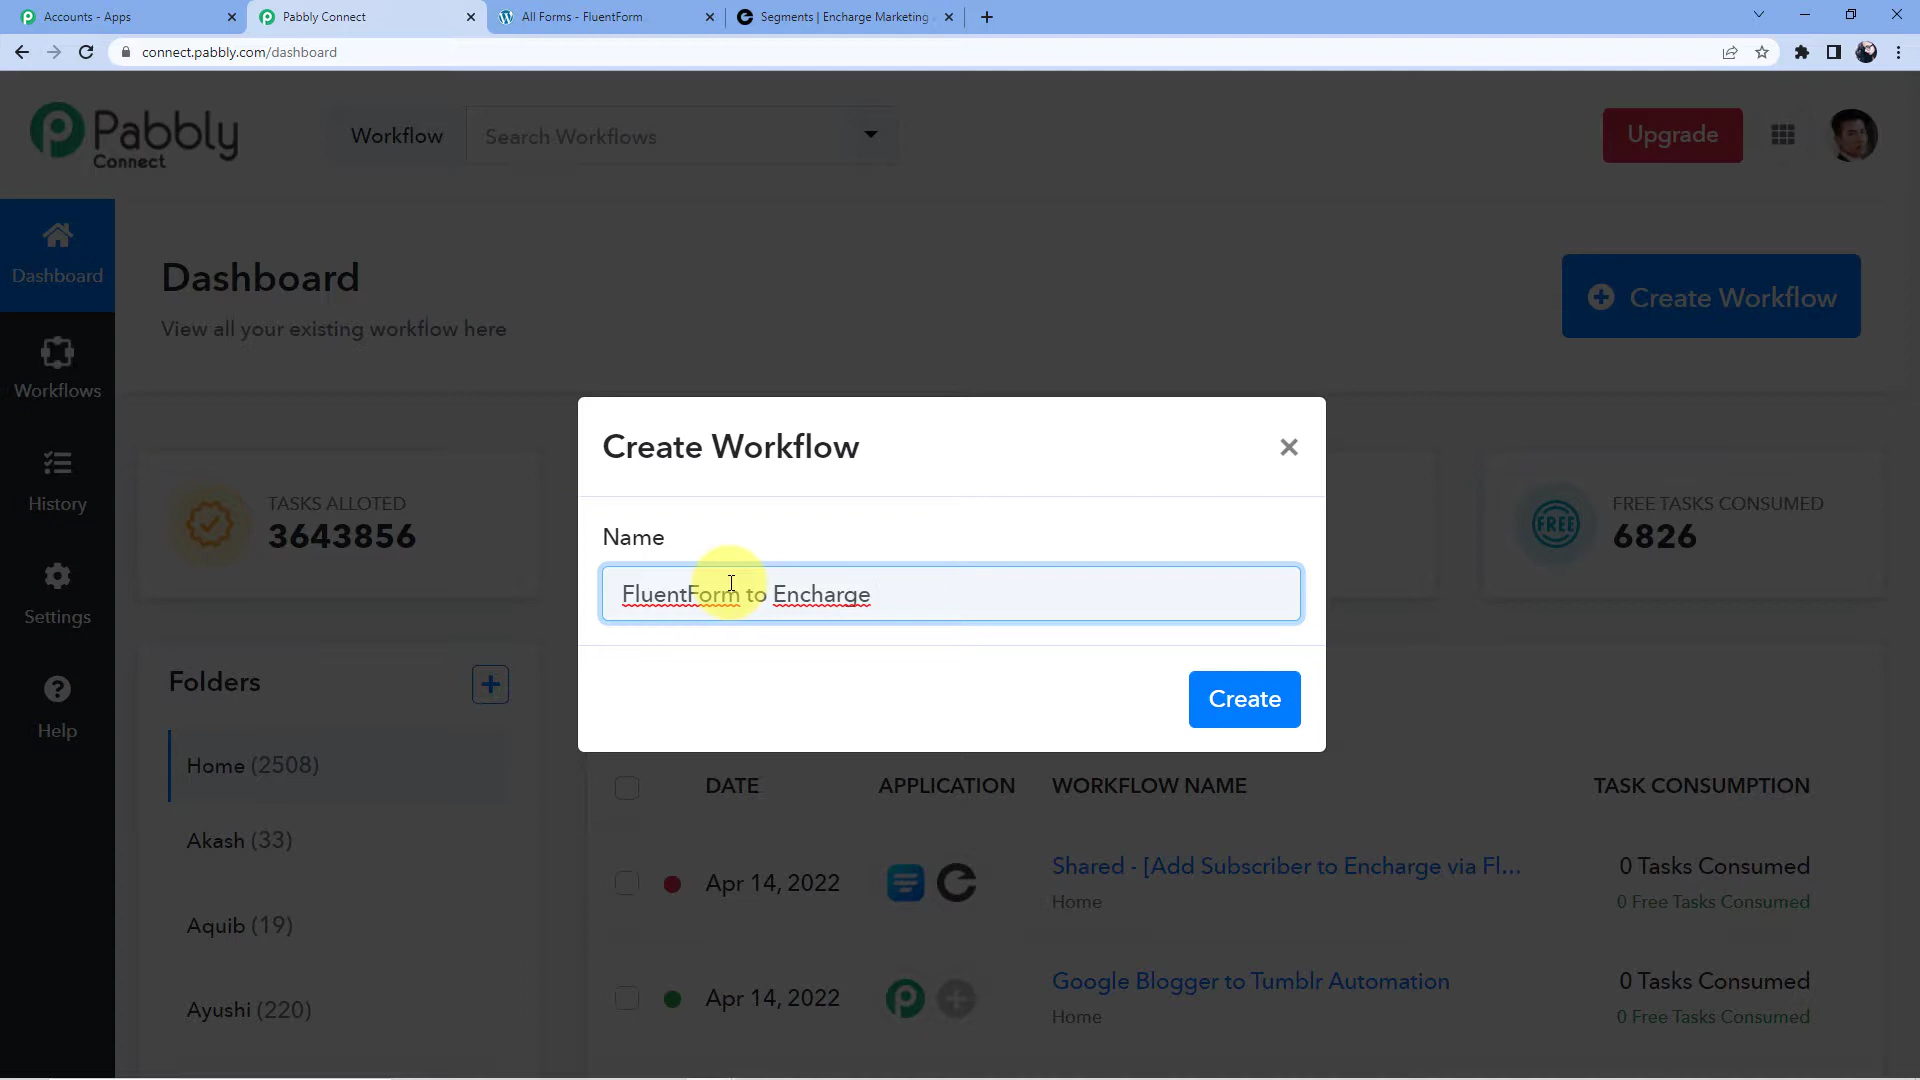 Accounts - Apps
Pabbly Connect
All Forms - FluentForm
Segments | Encharge Marketing
connect.pabbly.com/dashboard
Pabbly
Connect
Workflow
Search Workflows
Upgrade
Dashboard
Workflows
History
Settings
Help
Dashboard
View all your existing workflow here
Create Workflow
TASKS ALLOTED
3643856
FREE
FREE TASKS CONSUMED
6826
Create Workflow
Name
FluentForm to Encharge
Create
Folders
Home (2508)
Akash (33)
Aquib (19)
Ayushi (220)
DATE APPLICATION WORKFLOW NAME TASK CONSUMPTION
Apr 14, 2022 Shared - [Add Subscriber to Encharge via Fl... 0 Tasks Consumed
Home 0 Free Tasks Consumed
Apr 14, 2022 Google Blogger to Tumblr Automation 0 Tasks Consumed
Home 0 Free Tasks Consumed